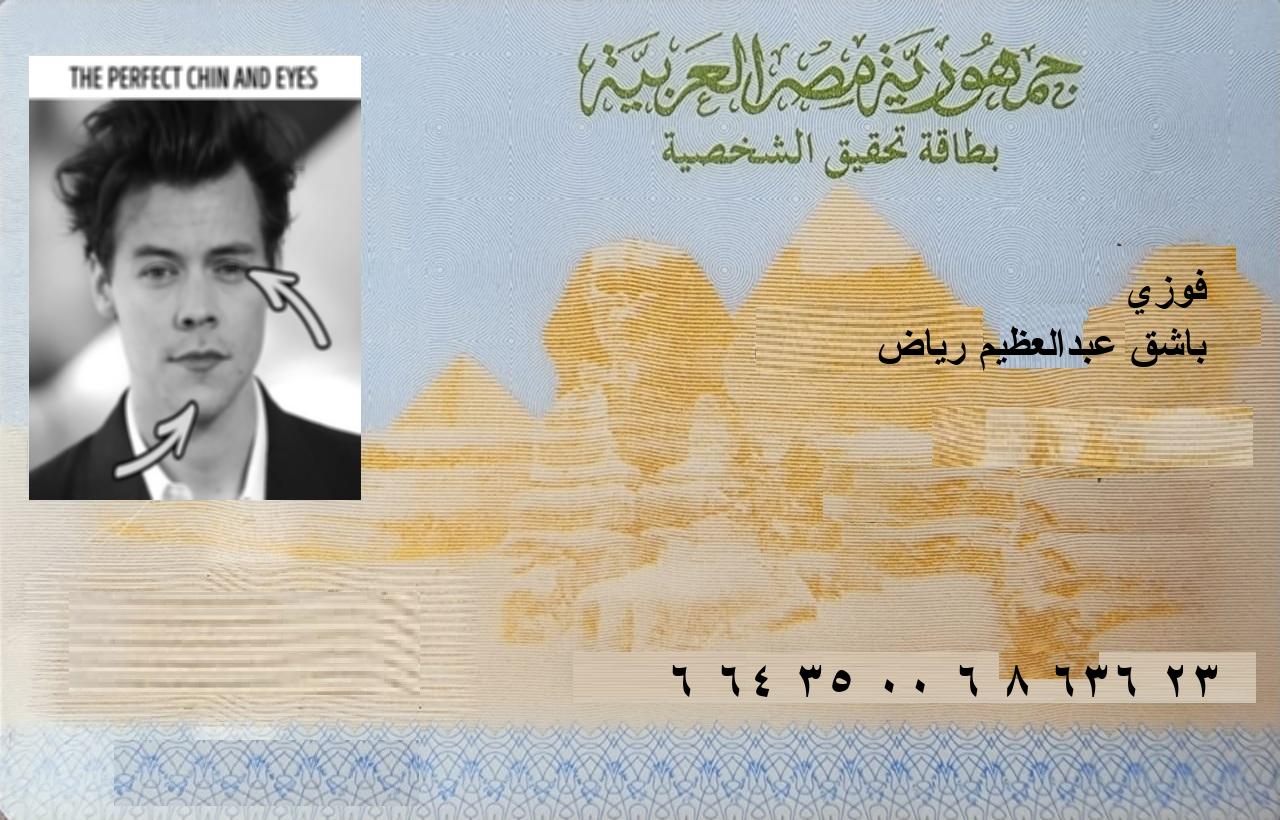 THE PERFECT CHIN AND EYES
جمهورية مصر العربية
بطاقة تحقيق الشخصية
فوزي
باشق عبدالعظيم رياض
٦ ٦٤ ٣٥ ٠٠ ٦ ٨ ٦٣٦ ٢٣